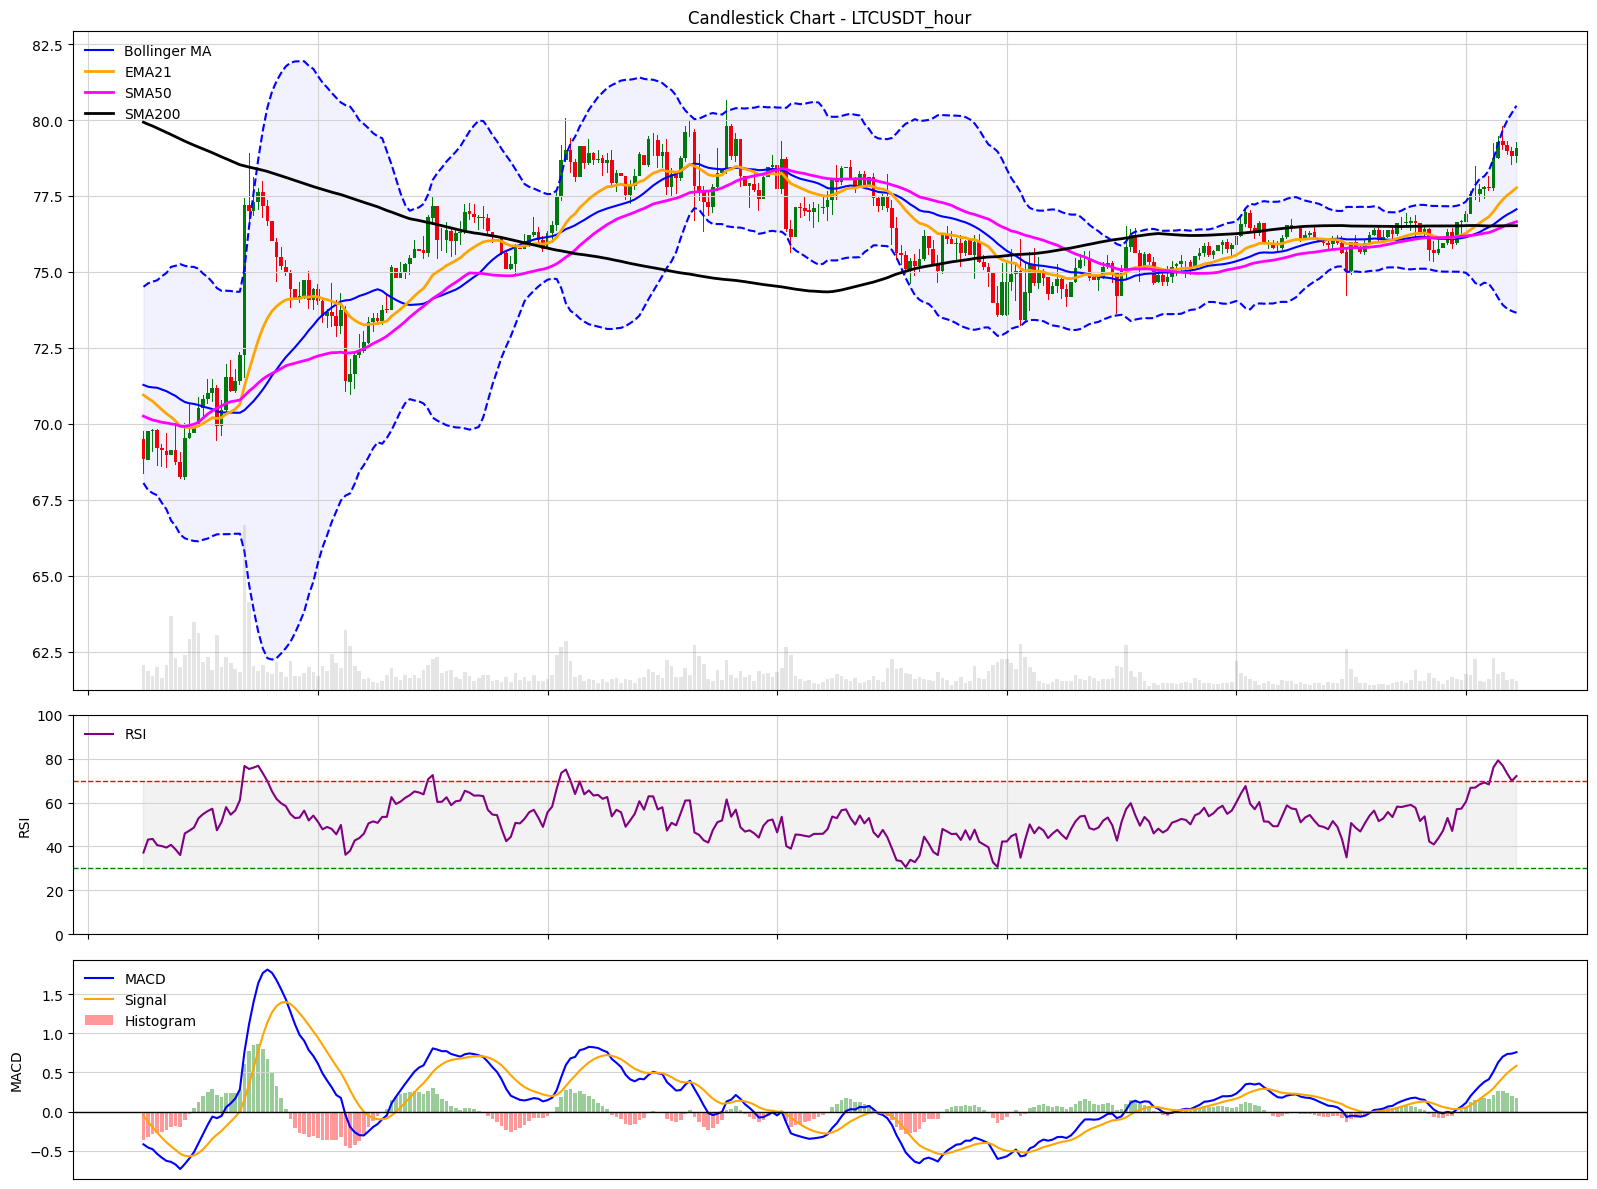 Candlestick Chart - LTCUSDT_hour
82.5
80.0
77.5
75.0
72.5
70.0
67.5
65.0
62.5
Bollinger MA
EMA21
SMA50
SMA200
100
80
60
40
20
0
RSI
RSI
1.5
1.0
0.5
0.0
−0.5
MACD
MACD
Signal
Histogram